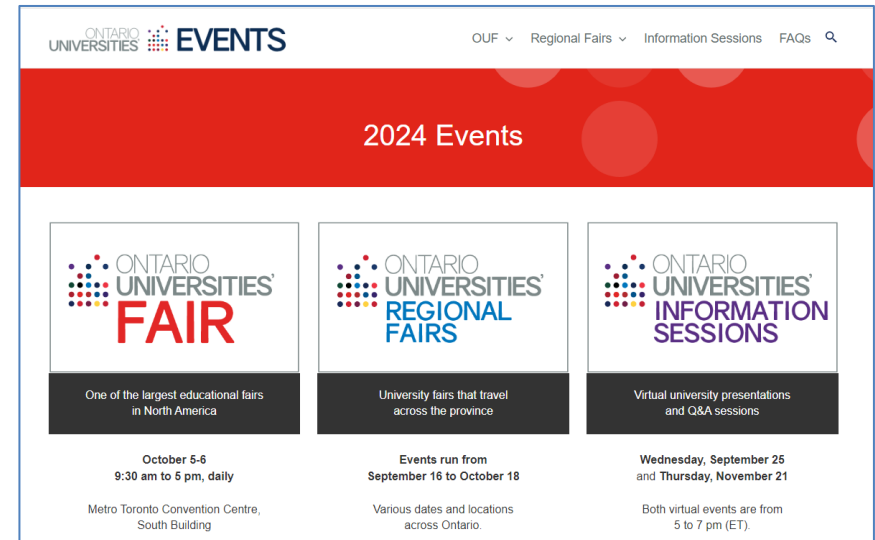 ONTARIO
UNIVERSITIES EVENTS
OUF Regional Fairs Information Sessions FAQs
2024 Events
ONTARIO
UNIVERSITIES'
FAIR
One of the largest educational fairs
in North America
October 5-6
9:30 am to 5 pm, daily
Metro Toronto Convention Centre,
South Building
ONTARIO
UNIVERSITIES'
REGIONAL
FAIRS
University fairs that travel
across the province
Events run from
September 16 to October 18
Various dates and locations
across Ontario.
ONTARIO
UNIVERSITIES'
INFORMATION
SESSIONS
Virtual university presentations
and Q&A sessions
Wednesday, September 25
and Thursday, November 21
Both virtual events are from
5 to 7 pm (ET).